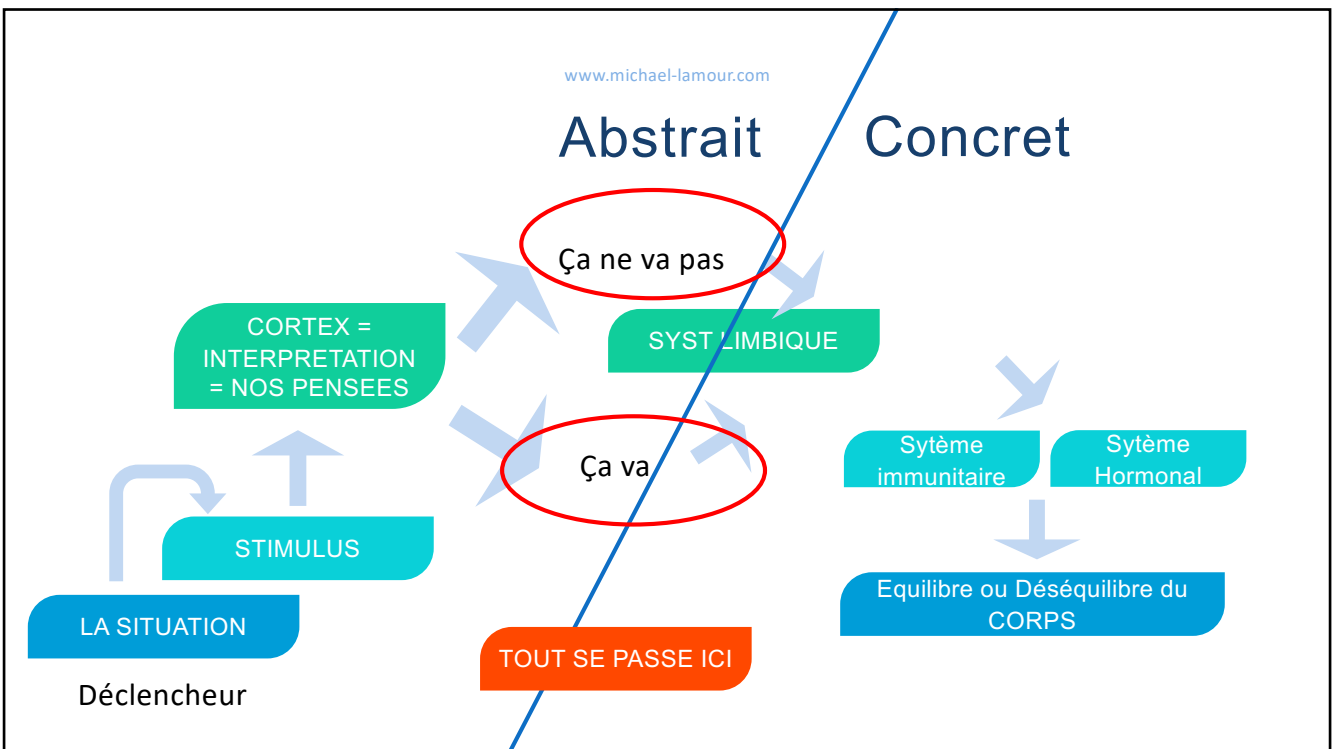 www.michael-lamour.com
Abstrait
Concret
Ça ne va pas
CORTEX =
INTERPRETATION
= NOS PENSEES
SYST LIMBIQUE
Ça va
Sytème
immunitaire
Sytème
Hormonal
STIMULUS
Equilibre ou Déséquilibre du
CORPS
LA SITUATION
TOUT SE PASSE ICI
Déclencheur